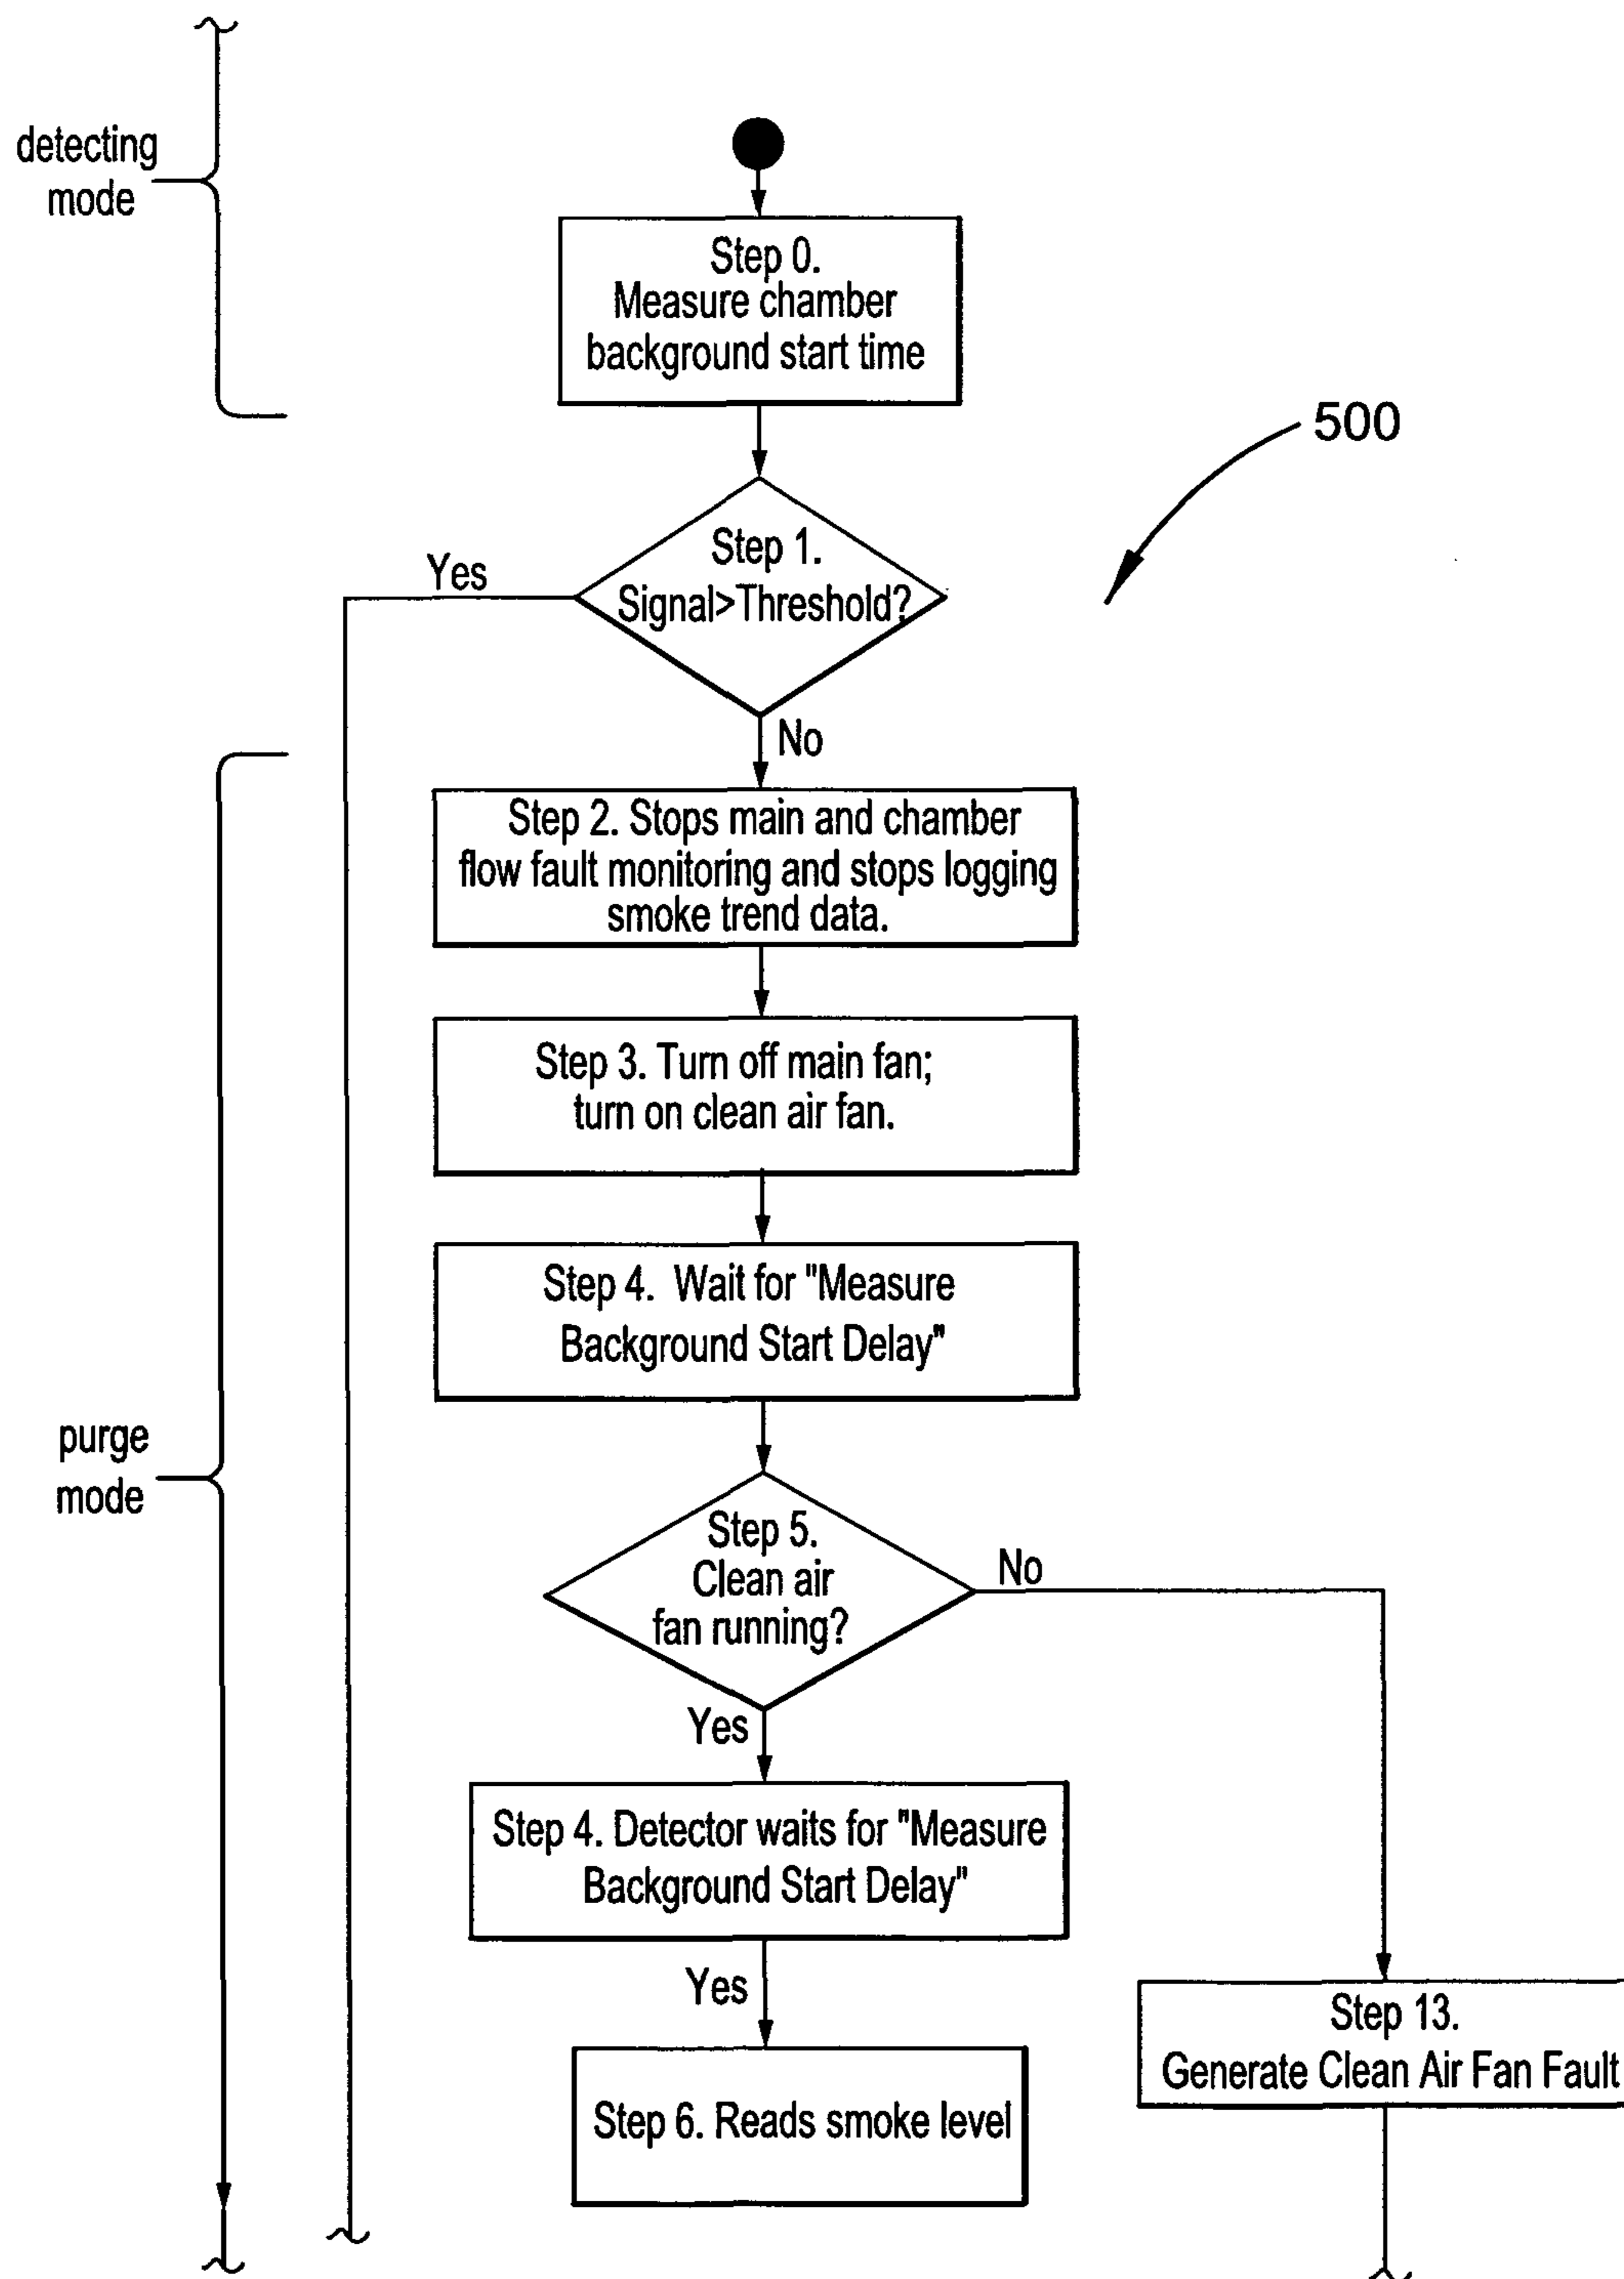 detecting
mode
Step 0.
Measure chamber
background start time
500
Step 1.
Signal>Threshold?
Yes
No
Step 2. Stops main and chamber
flow fault monitoring and stops logging
smoke trend data.
Step 3. Turn off main fan;
turn on clean air fan.
Step 4. Wait for "Measure
Background Start Delay"
purge
mode
Step 5.
Clean air
fan running?
No
Yes
Step 4. Detector waits for "Measure
Background Start Delay"
Yes
Step 13.
Generate Clean Air Fan Fault
Step 6. Reads smoke level